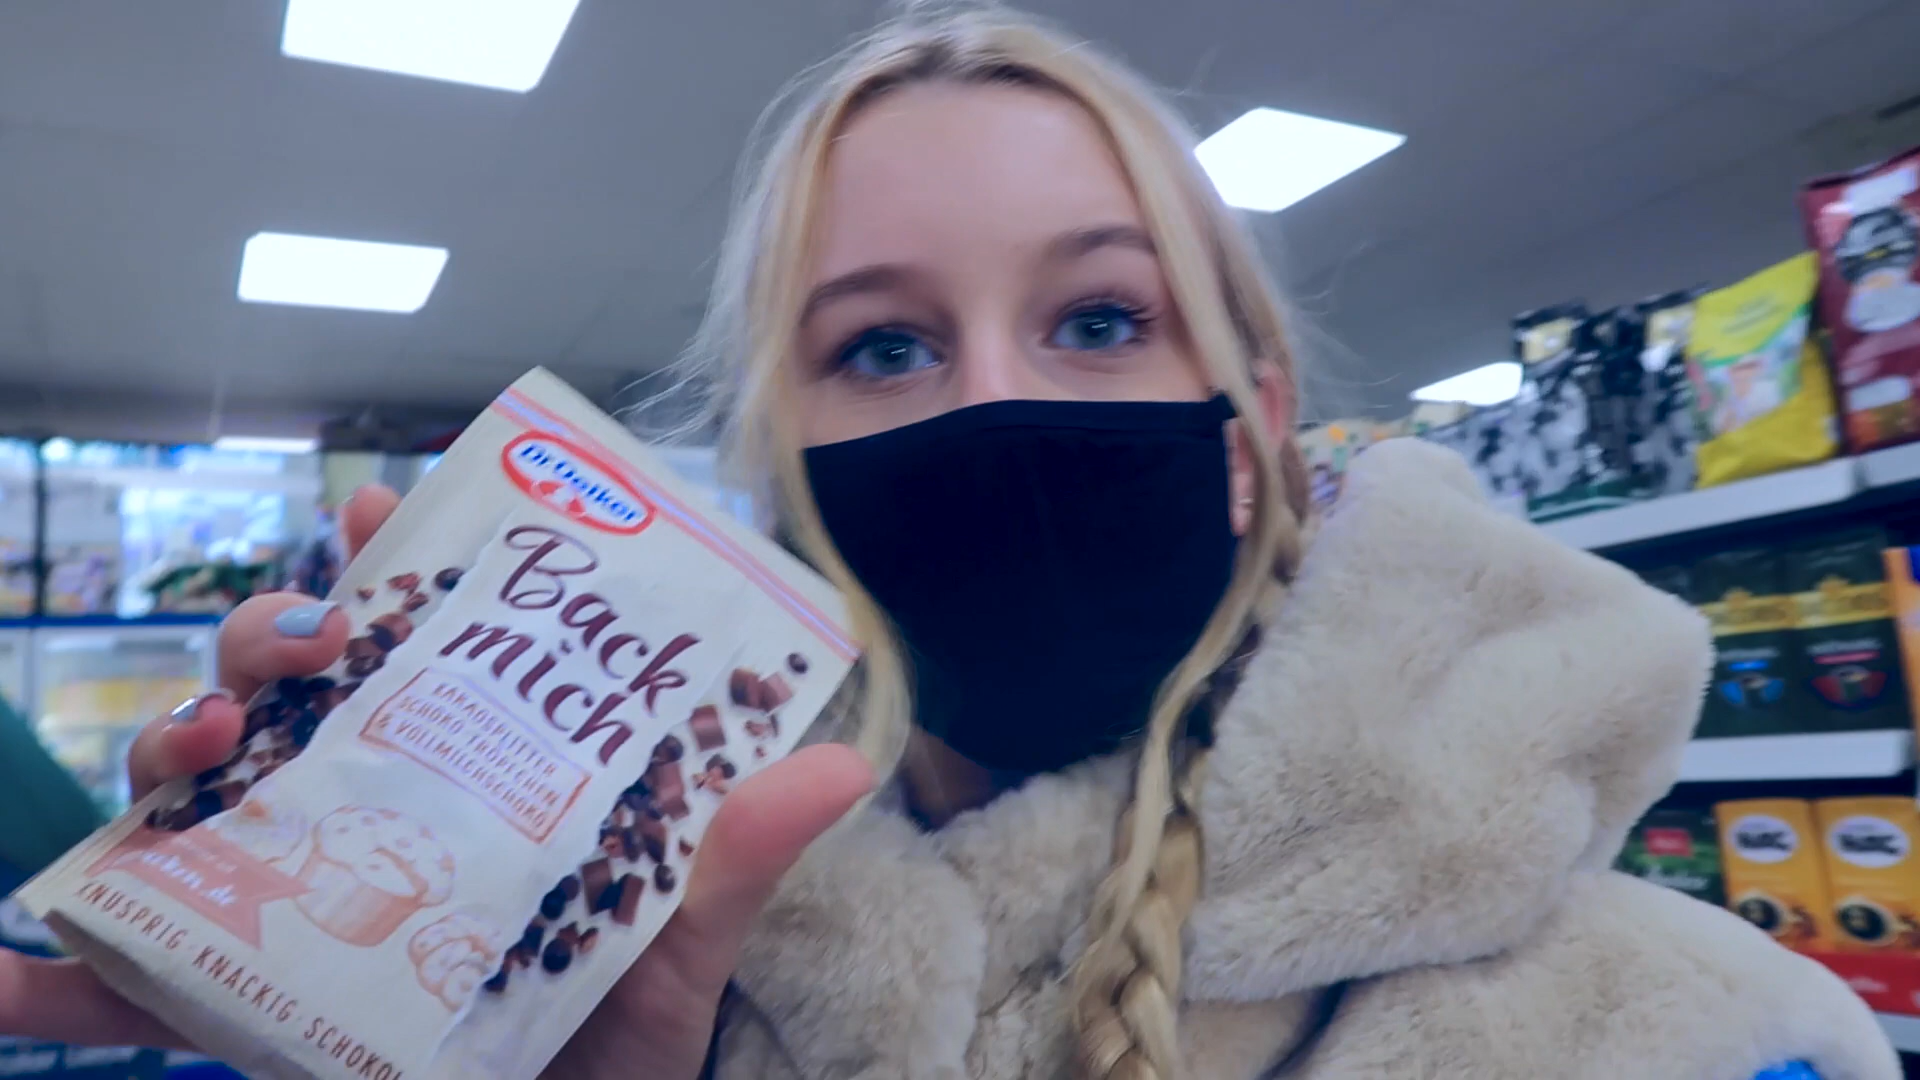 Dr.Oetker
Back
mich
KAKAOSPLITTER
SCHOKO-TRÖPFCHEN
& VOLLMILCHSCHOKO
KNUSPRIG · KNACKIG · SCHOKO